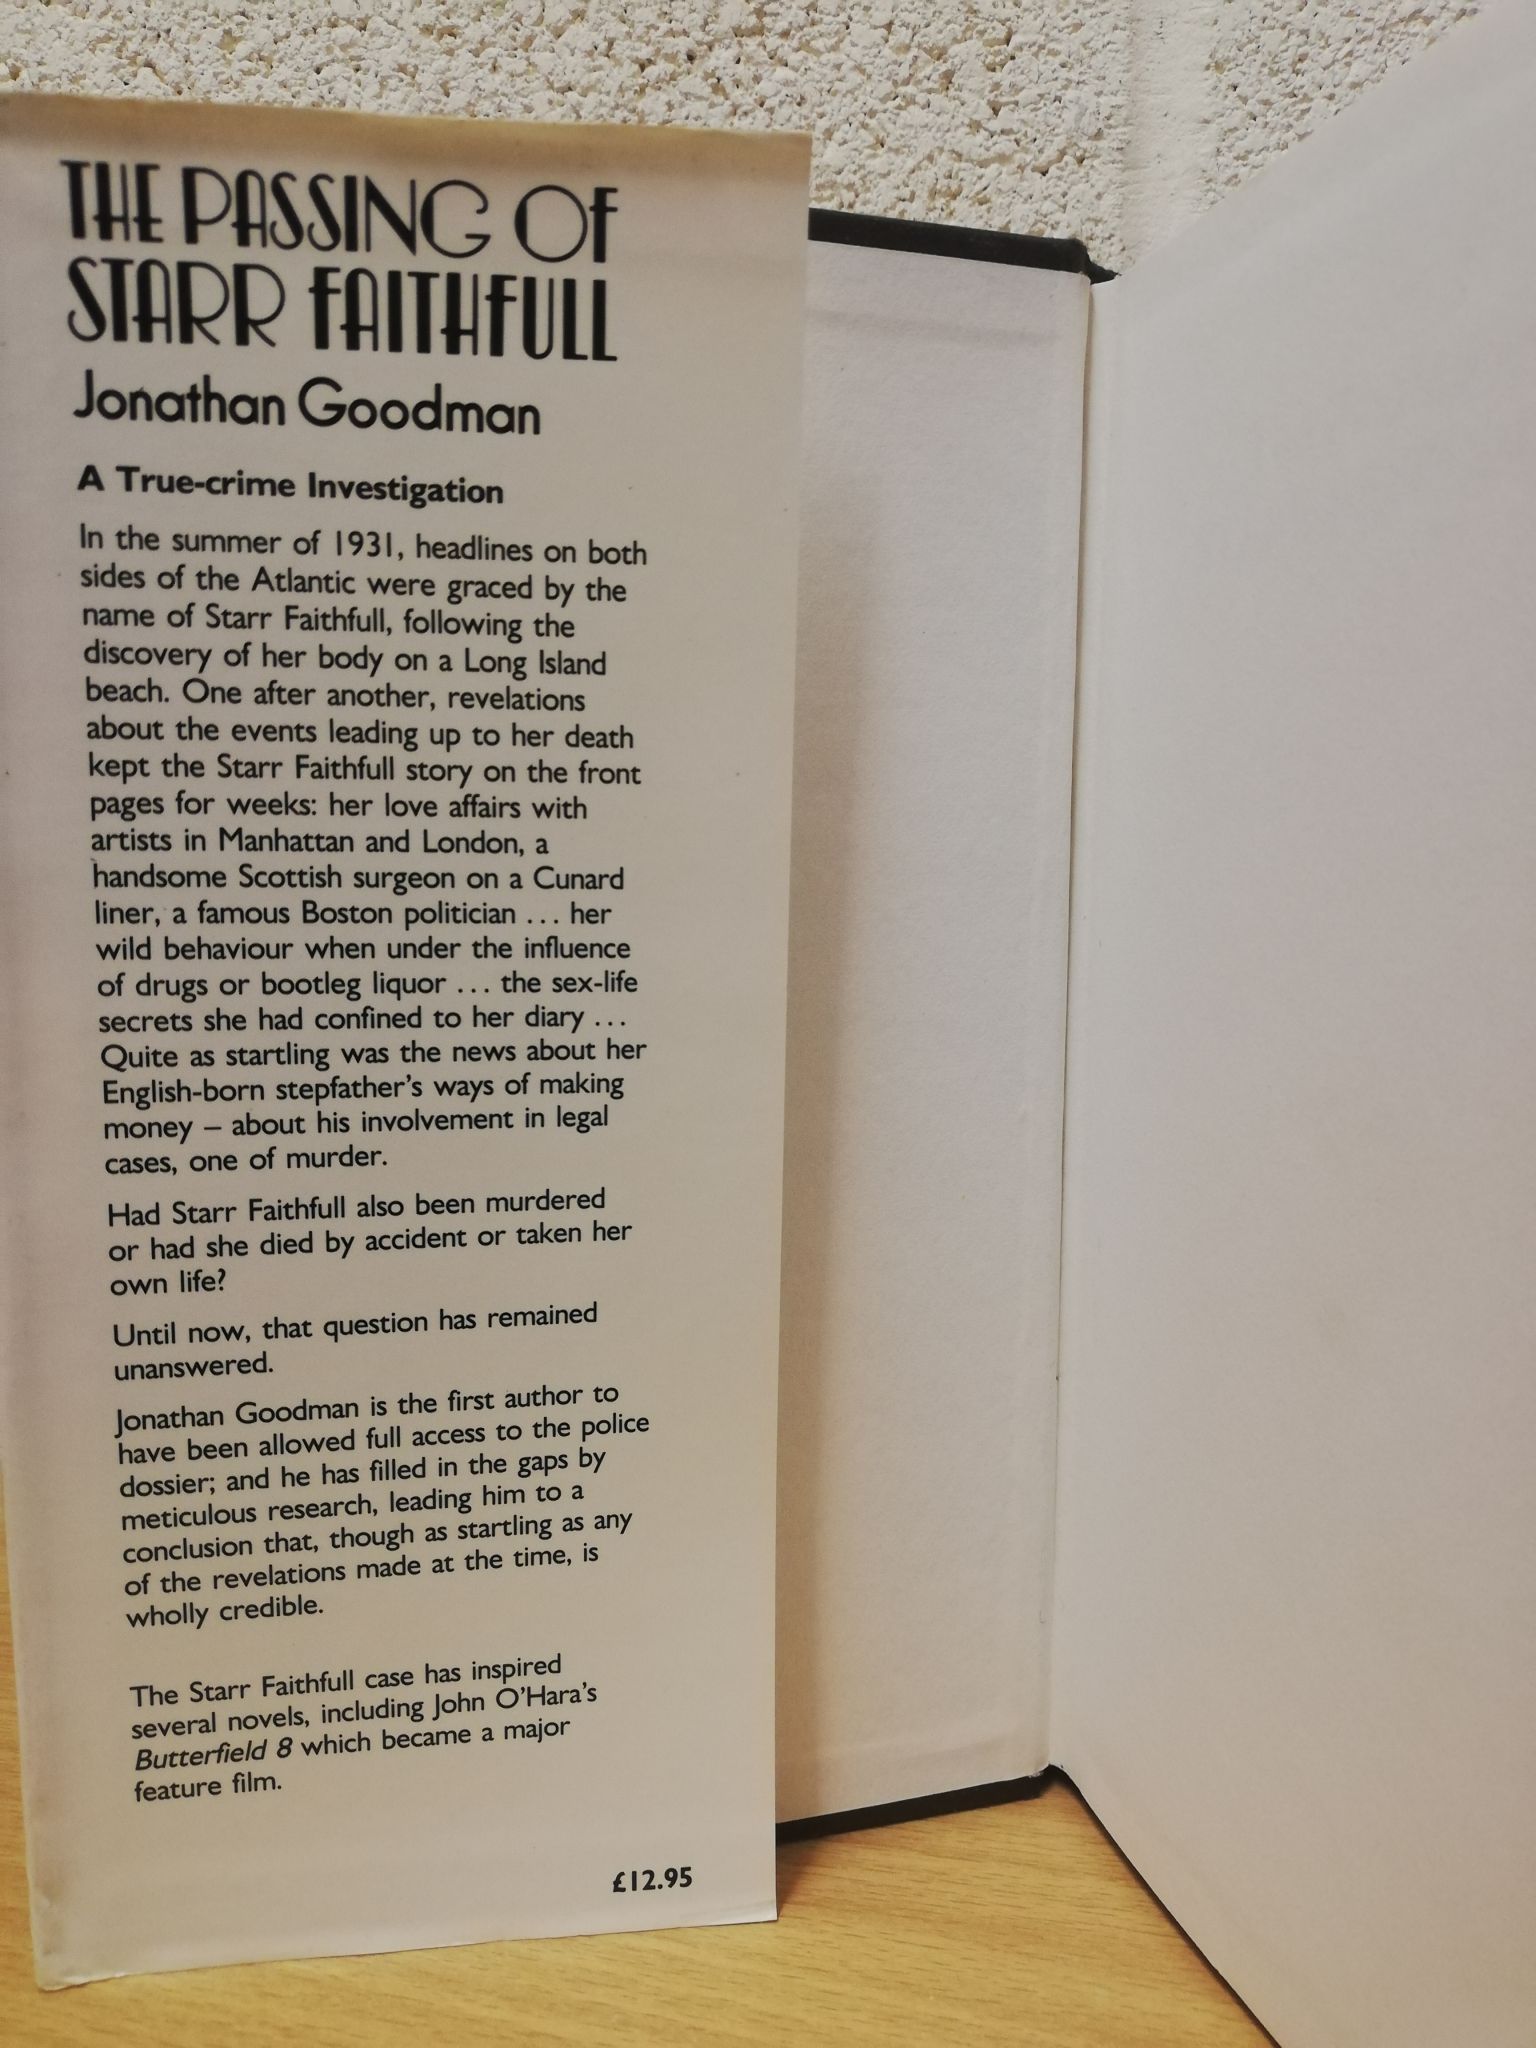 THE PASSING OF
STARR FAITHFULL
Jonathan Goodman
A True-crime Investigation
In the summer of 1931, headlines on both
sides of the Atlantic were graced by the
name of Starr Faithfull, following the
discovery of her body on a Long Island
beach. One after another, revelations
about the events leading up to her death
kept the Starr Faithfull story on the front
pages for weeks: her love affairs with
artists in Manhattan and London, a
handsome Scottish surgeon on a Cunard
liner, a famous Boston politician ... her
wild behaviour when under the influence
of drugs or bootleg liquor ... the sex-life
secrets she had confined to her diary ...
Quite as startling was the news about her
English-born stepfather's ways of making
money – about his involvement in legal
cases, one of murder.
Had Starr Faithfull also been murdered
or had she died by accident or taken her
own life?
Until now, that question has remained
unanswered.
Jonathan Goodman is the first author to
have been allowed full access to the police
dossier; and he has filled in the gaps by
meticulous research, leading him to a
conclusion that, though as startling as any
of the revelations made at the time, is
wholly credible.
The Starr Faithfull case has inspired
several novels, including John O'Hara's
Butterfield 8 which became a major
feature film.
£12.95